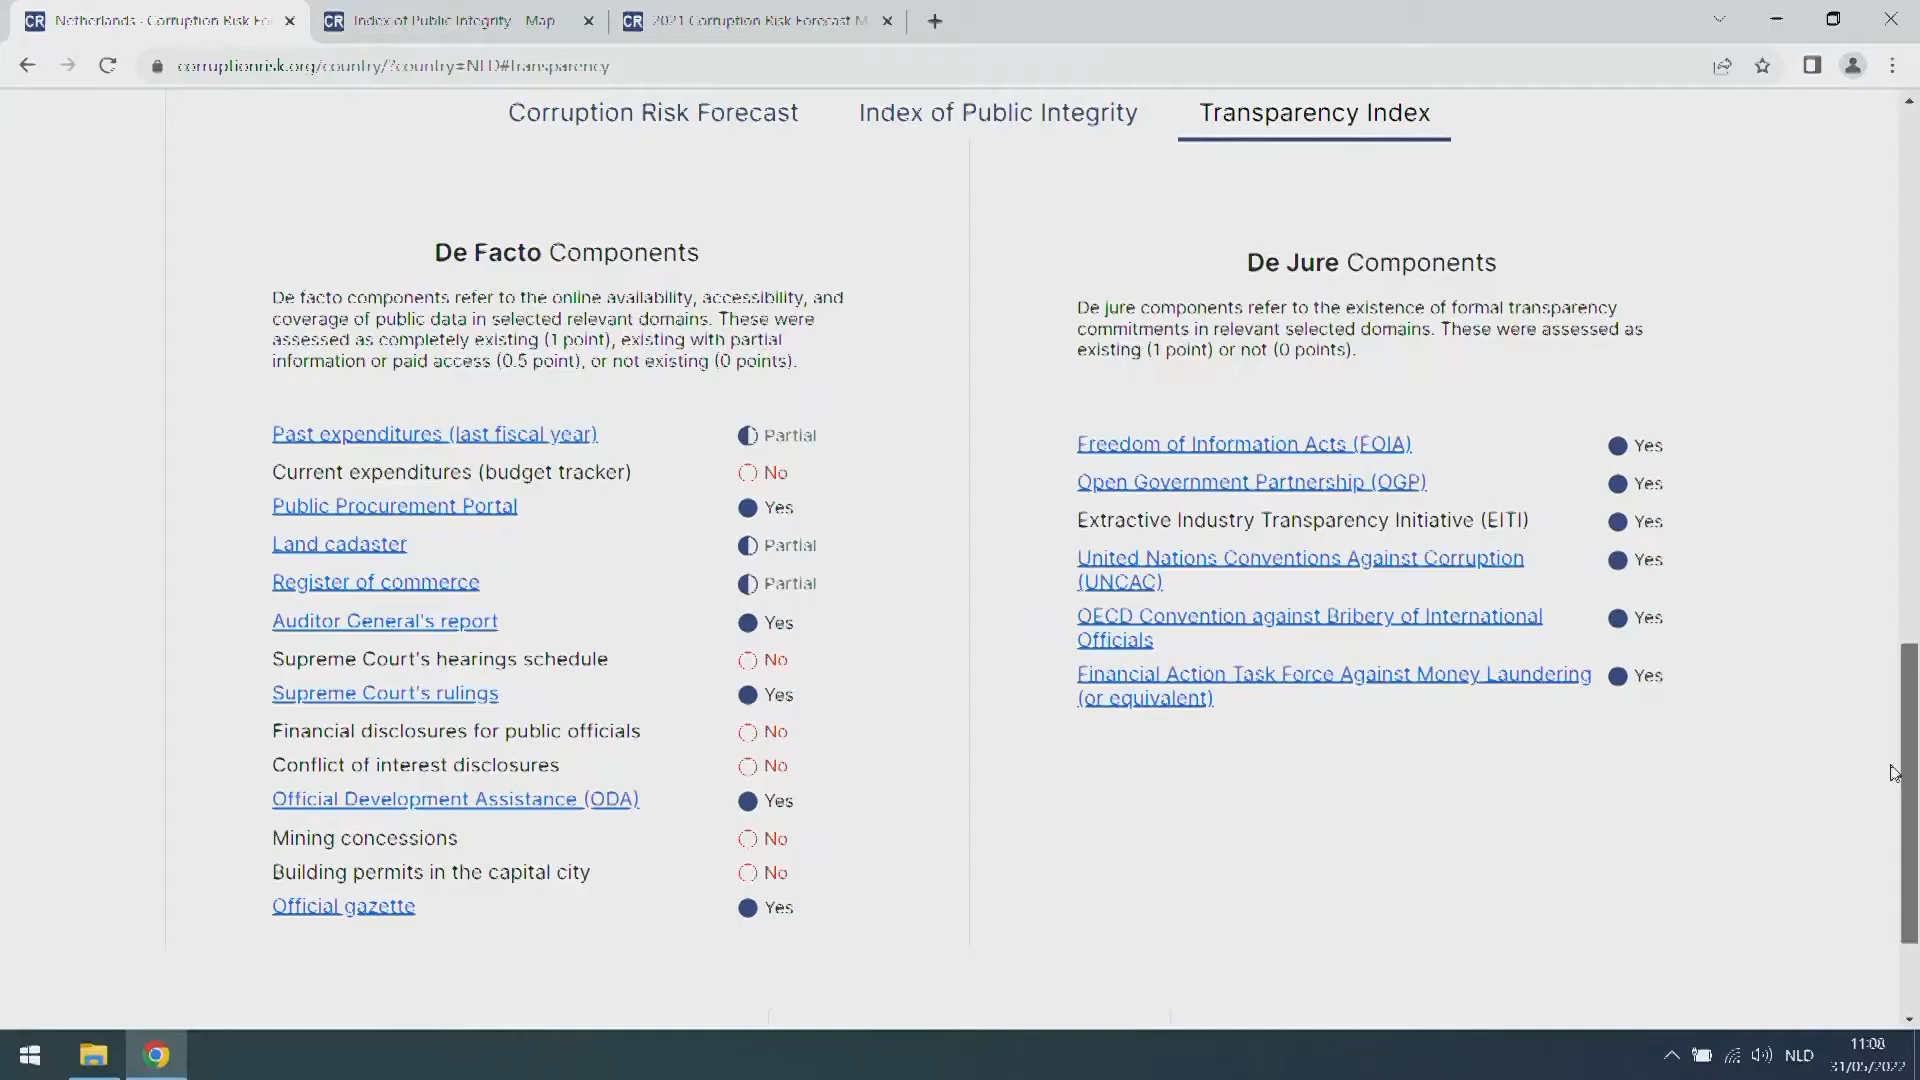 CR Netherlands - Corruption Risk Fo
CR Index of Public Integrity Map
CR 2021 Corruption Risk Forecast M
corruptionrisk.org/country/?country=NLD#transparency
Corruption Risk Forecast
Index of Public Integrity
Transparency Index
De Facto Components
De facto components refer to the online availability, accessibility, and
coverage of public data in selected relevant domains. These were
assessed as completely existing (1 point), existing with partial
information or paid access (0.5 point), or not existing (0 points).
Past expenditures (last fiscal year) Partial
Current expenditures (budget tracker) No
Public Procurement Portal Yes
Land cadaster Partial
Register of commerce Partial
Auditor General's report Yes
Supreme Court's hearings schedule No
Supreme Court's rulings Yes
Financial disclosures for public officials No
Conflict of interest disclosures No
Official Development Assistance (ODA) Yes
Mining concessions No
Building permits in the capital city No
Official gazette Yes
De Jure Components
De jure components refer to the existence of formal transparency
commitments in relevant selected domains. These were assessed as
existing (1 point) or not (0 points).
Freedom of Information Acts (FOIA) Yes
Open Government Partnership (OGP) Yes
Extractive Industry Transparency Initiative (EITI) Yes
United Nations Conventions Against Corruption Yes
(UNCAC)
OECD Convention against Bribery of International Yes
Officials
Financial Action Task Force Against Money Laundering Yes
(or equivalent)
NLD
11:08
31/05/2022